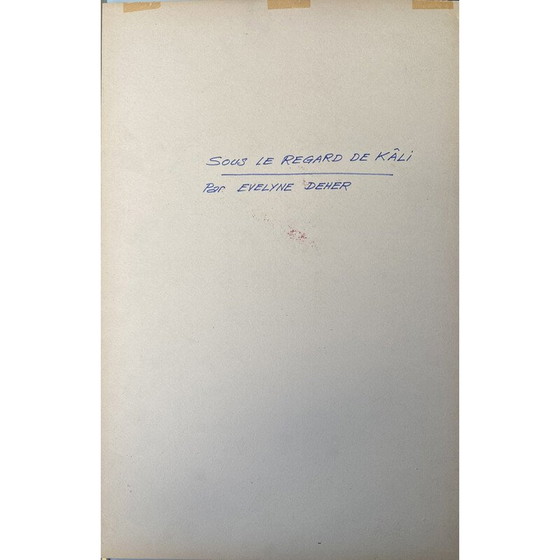 SOUS LE REGARD DE KÂLi
Par EVELYNE DEHER